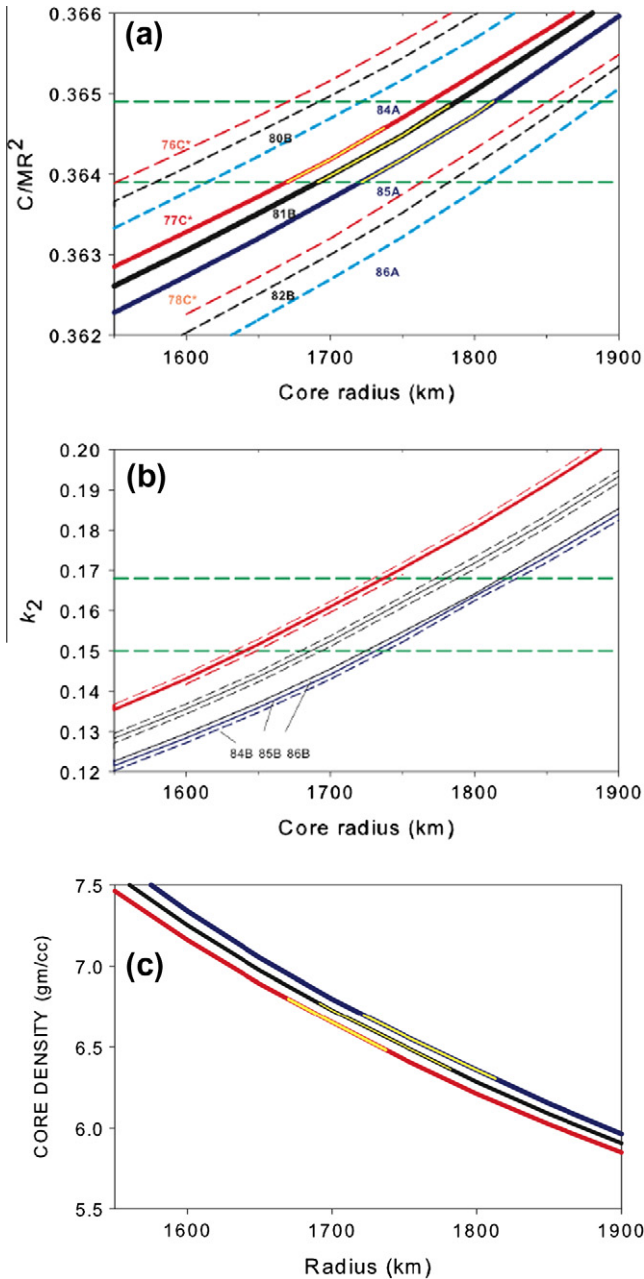 (a)
0.366
0.365
0.364
0.363
0.362
C/MR²
76C*
80B
84A
77C*
81B
85A
78C*
82B
86A
1600 1700 1800 1900
Core radius (km)
(b)
0.20
0.19
0.18
0.17
0.16
0.15
0.14
0.13
0.12
k₂
84B 85B 86B
1600 1700 1800 1900
Core radius (km)
(c)
7.5
7.0
6.5
6.0
5.5
CORE DENSITY (gm/cc)
1600 1700 1800 1900
Radius (km)